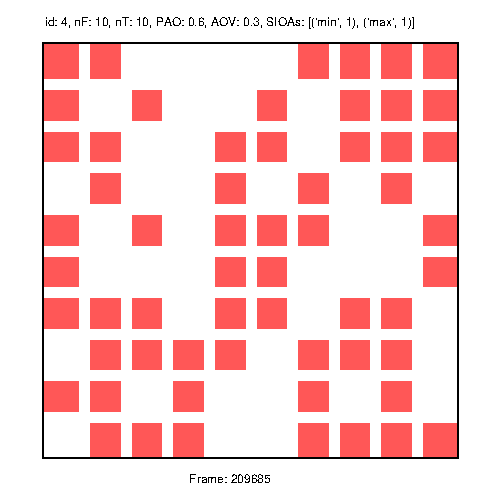 id: 4, nF: 10, nT: 10, PAO: 0.6, AOV: 0.3, SIOAs: [('min', 1), ('max', 1)]
Frame: 209685